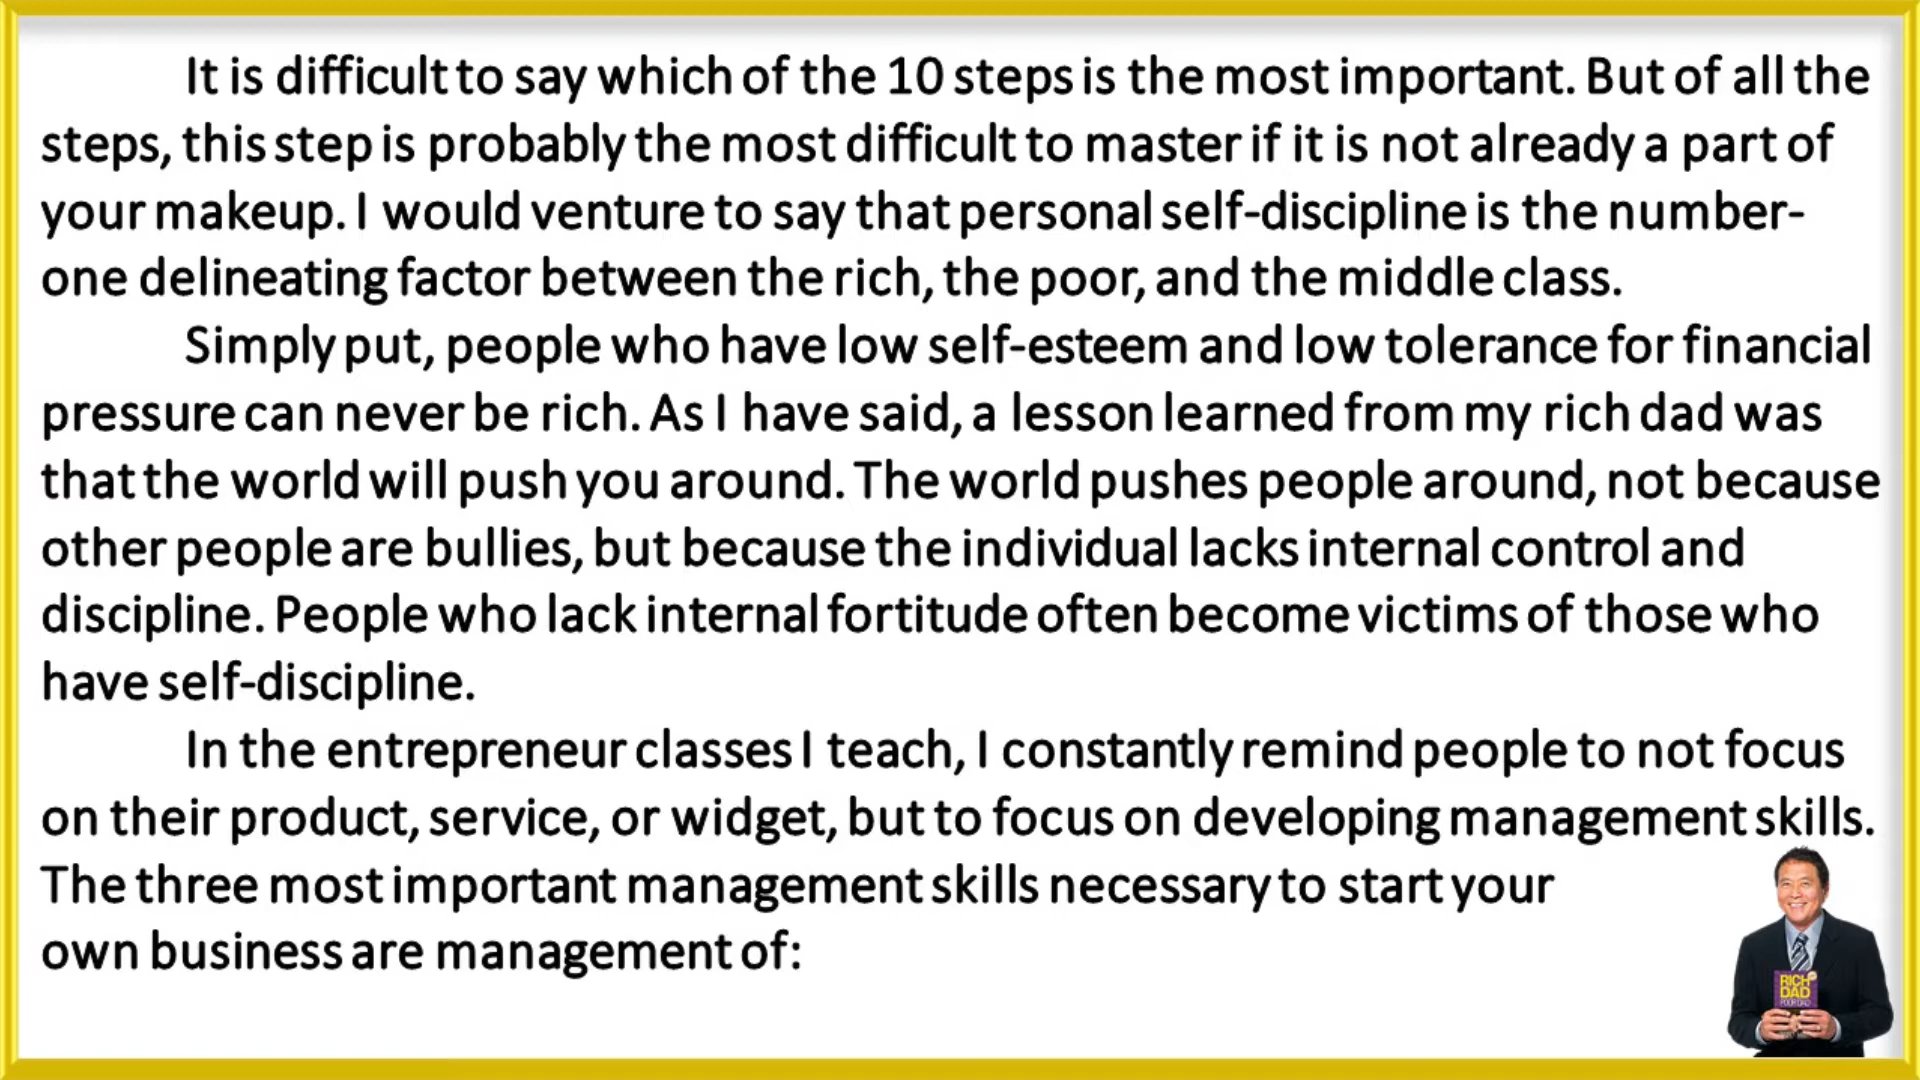 It is difficult to say which of the 10 steps is the most important. But of all the
steps, this step is probably the most difficult to master if it is not already a part of
your makeup. I would venture to say that personal self-discipline is the number-
one delineating factor between the rich, the poor, and the middle class.
Simply put, people who have low self-esteem and low tolerance for financial
pressure can never be rich. As I have said, a lesson learned from my rich dad was
that the world will push you around. The world pushes people around, not because
other people are bullies, but because the individual lacks internal control and
discipline. People who lack internal fortitude often become victims of those who
have self-discipline.
In the entrepreneur classes I teach, I constantly remind people to not focus
on their product, service, or widget, but to focus on developing management skills.
The three most important management skills necessary to start your
own business are management of:
RICH
DAD
POOR DAD